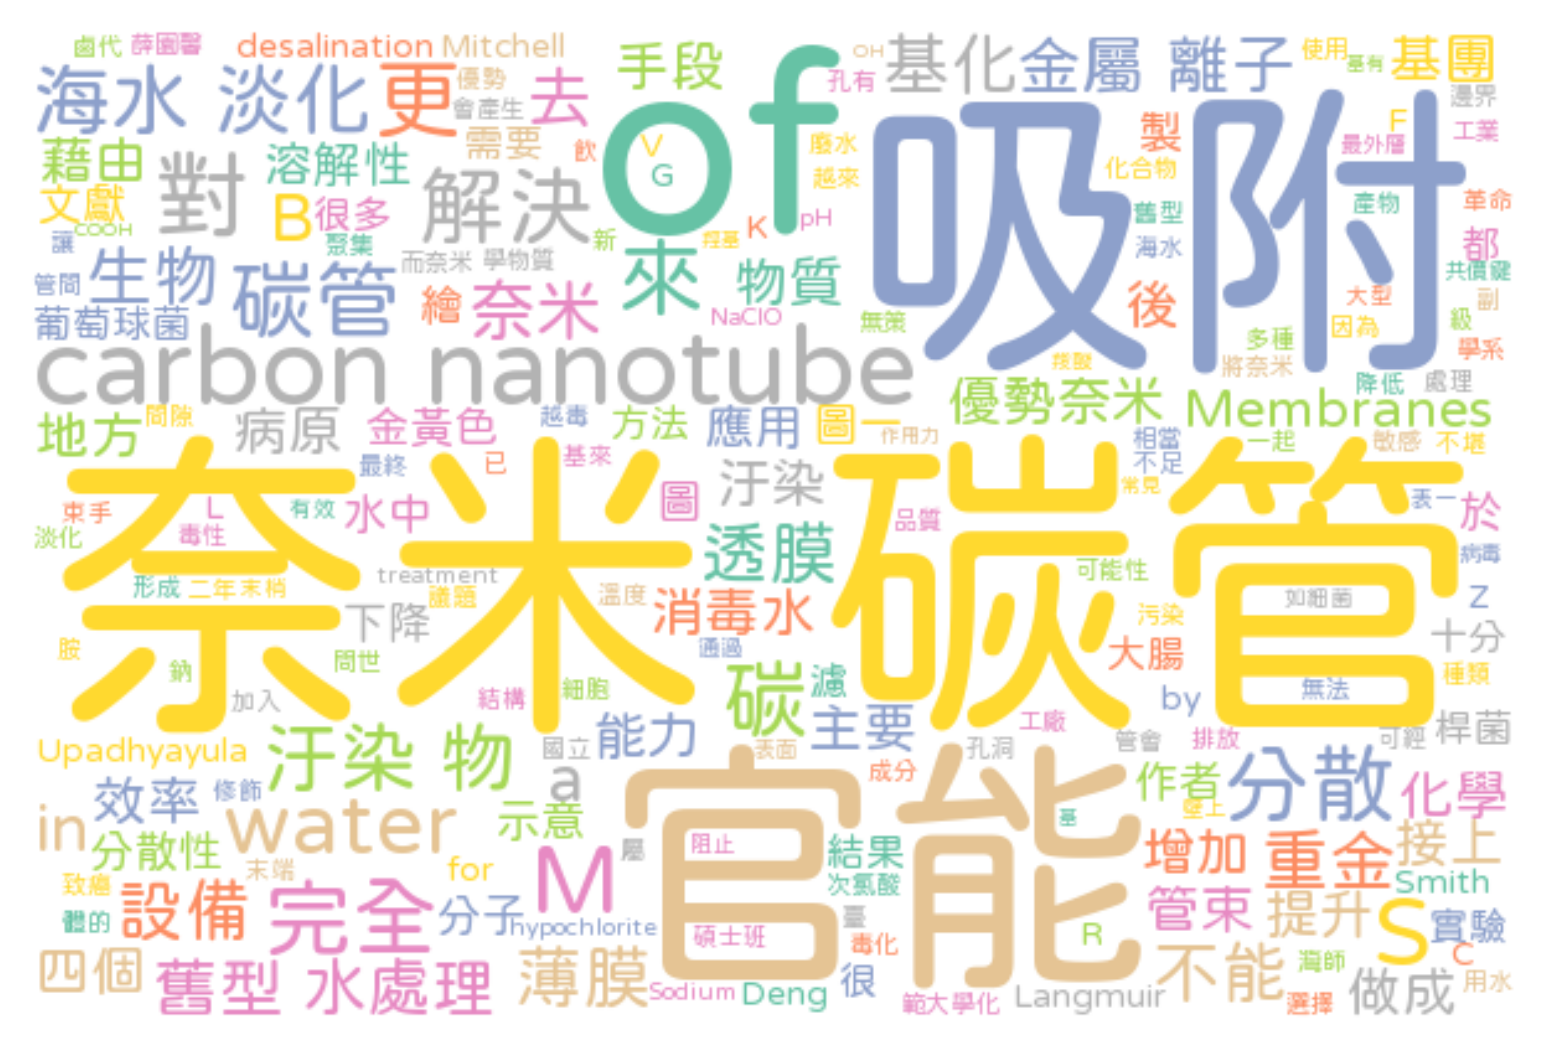 鹵代 薛園馨 desalination Mitchell 手段 OH 基化 金屬 離子 使用 基有 基團
海水 淡化 更 優勢 會產生 去 of 孔有 邊界
藉由 對 溶解性 需要 飲 V G 廢水 越來 吸附 製 化合物 F 最外層 工業
文獻 COOH B 很多 解決 K pH 舊型 產物 革命
讓 聚集 而奈米 學物質 新 羥基 海水 都
管間 生物 碳管 繪 奈米 來 物質 後 大型 共價鍵 副
葡萄球菌 NaClO 無策 多種 因為 級
carbon nanotube 羧酸 將奈米 學系
降低 處理
地方 間隙 病原 金黃色 越毒 方法 應用 圖一 優勢奈米 Membranes
作用力 相當 一起 敏感 不堪
奈米碳管 最終 已 基來 汙染 不足
束手 L 有效 水中 圖 常見 表一 於
淡化 毒性 透膜 品質 病毒
形成 二年末梢 treatment 議題 溫度 消毒水 可能性 如細菌 Z
下降 通過 污染 十分
胺 鈉 問世 碳 濾 大腸 種類
加入 結構 細胞 by 無法
Upadhyayula 汙染 物 國立 能力 表面 主要 孔洞 工廠 管會 排放 可經 桿菌
效率 修飾 a 官能 成分 作者 壁上 分散 化學
in 分散性 water 示意 屬 阻止 結果 基 增加 重金 接上
致癌 末端 for M 次氯酸 Smith
體的 設備 完全 分子 hypochlorite 碩士班 臺 毒化 R 管束 提升 S 實驗
四個 舊型 水處理 薄膜 Sodium Deng 很 範大學化 Langmuir 不能 灣師 選擇 做成 C 用水